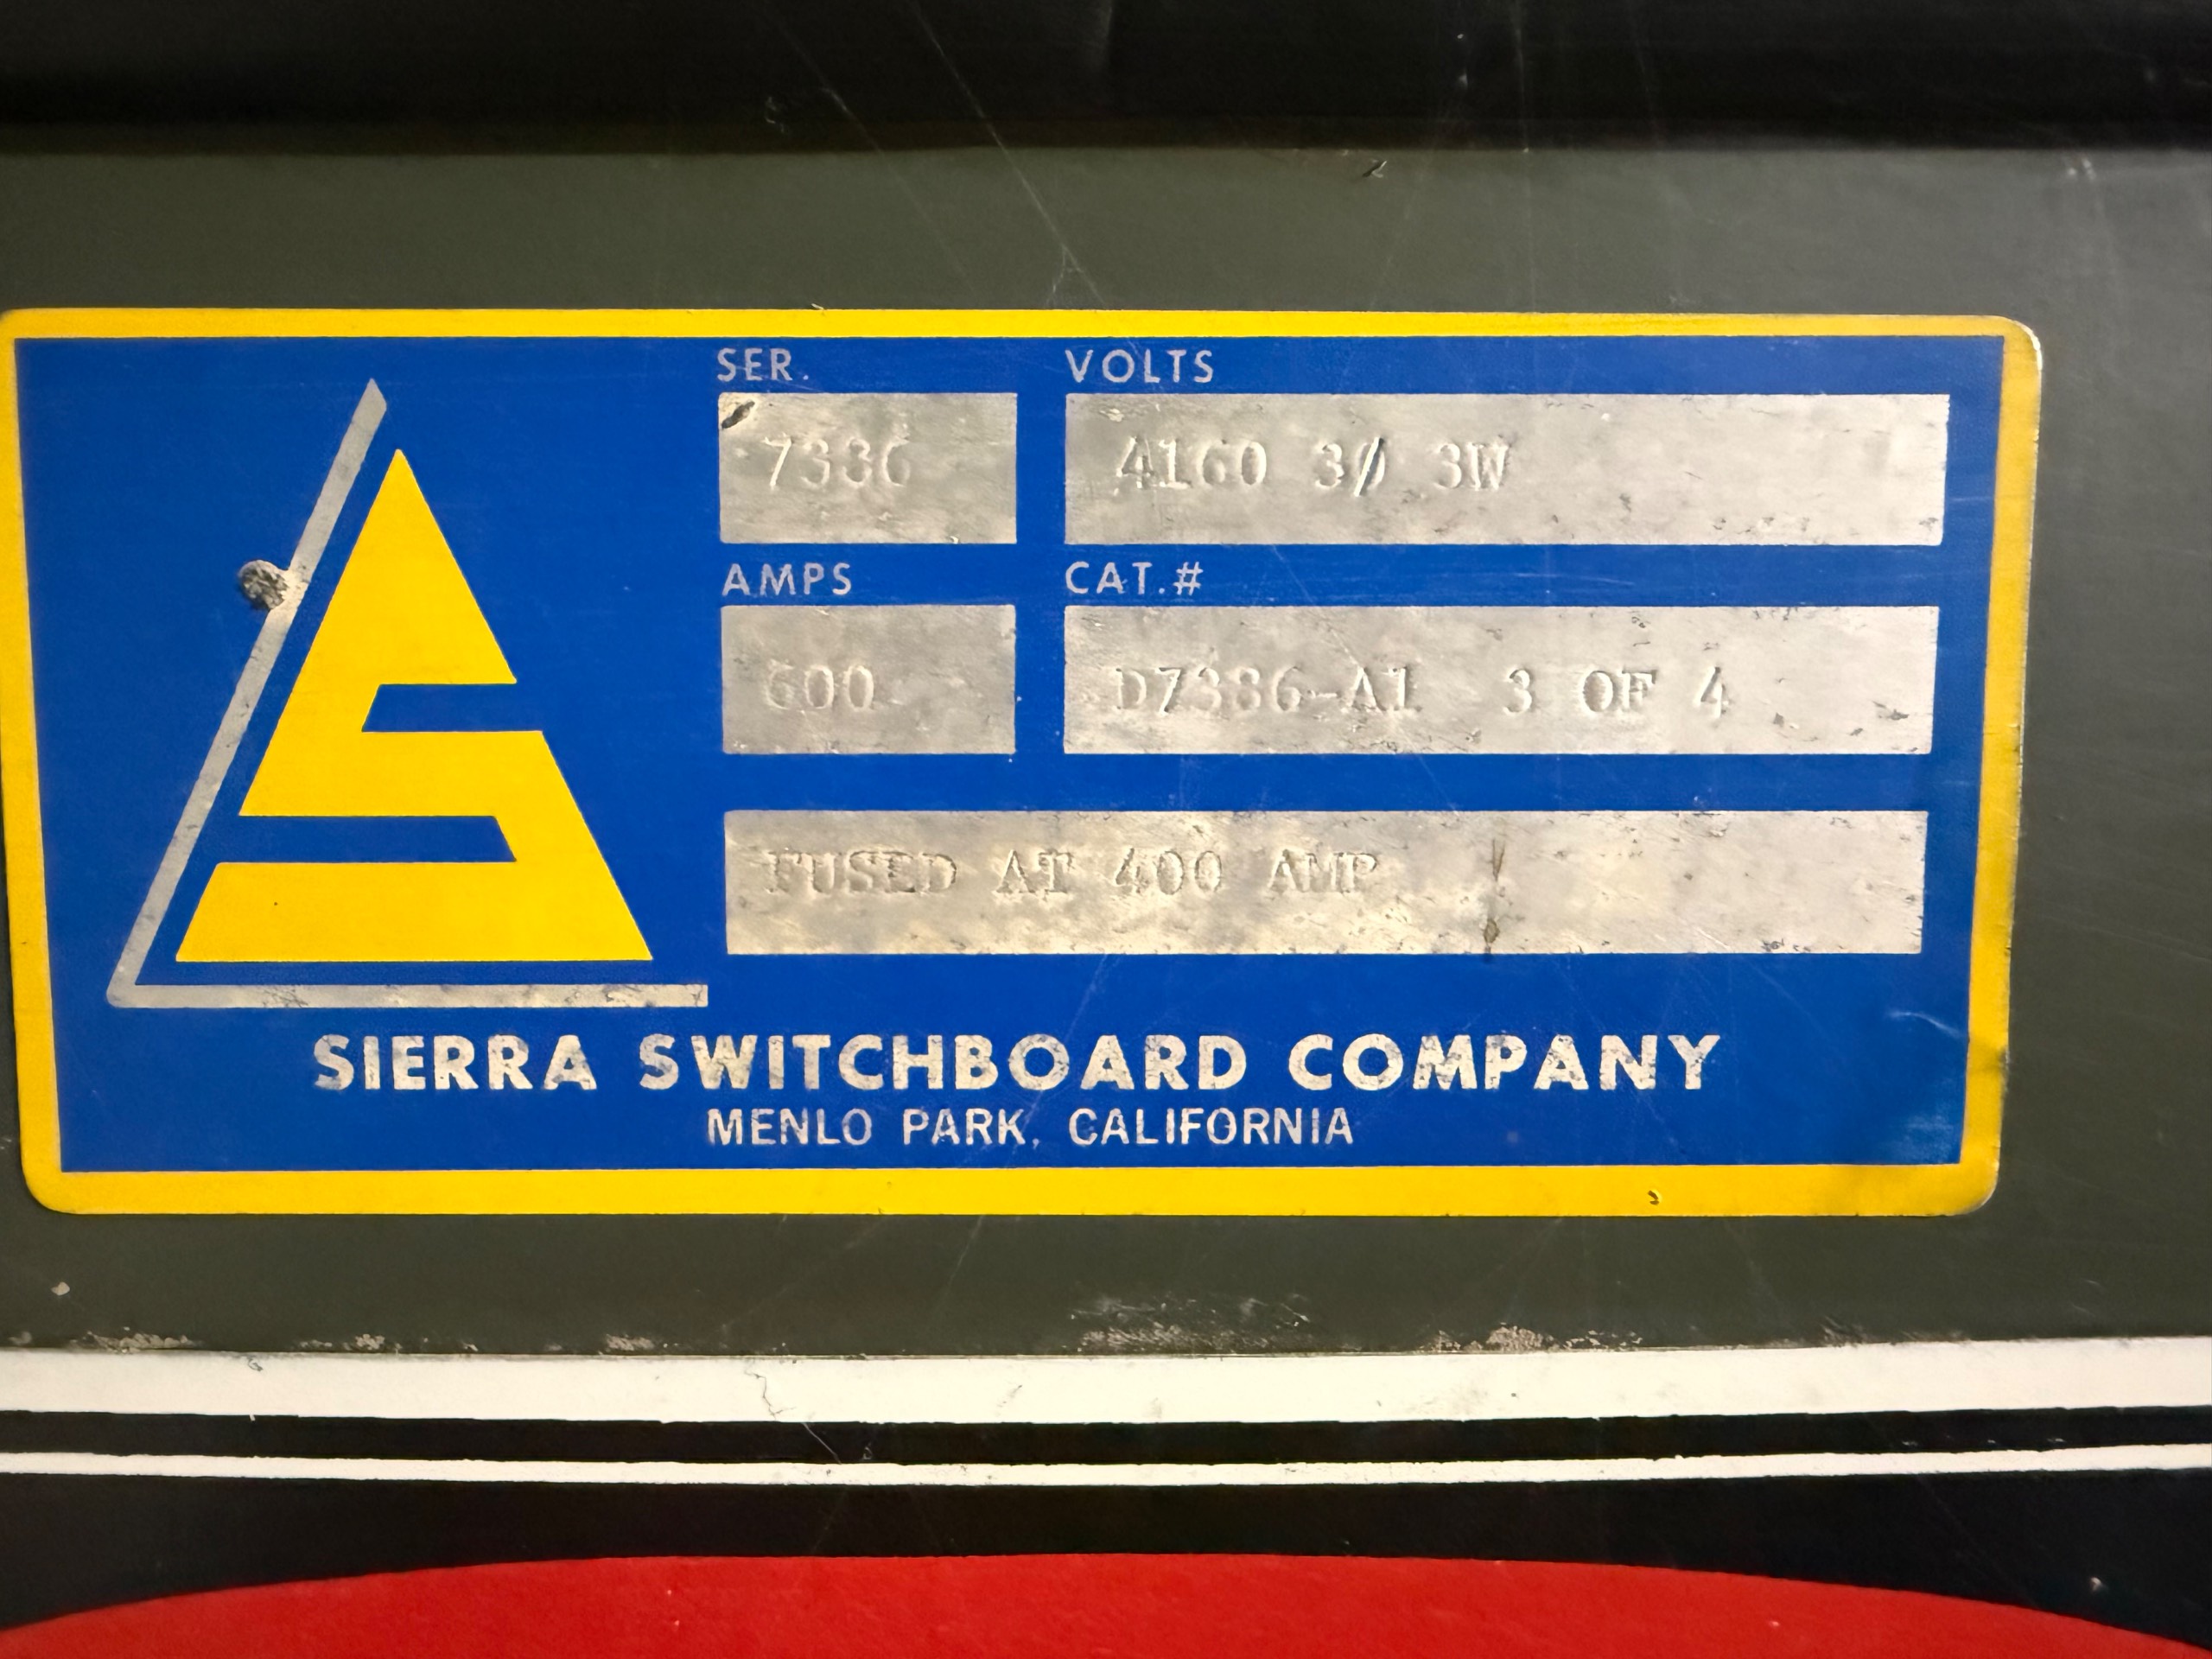 SER. VOLTS
7386 4160 3Ø 3W
AMPS CAT.#
600 D7386-A1 3 OF 4
FUSED AT 400 AMP
SIERRA SWITCHBOARD COMPANY
MENLO PARK, CALIFORNIA